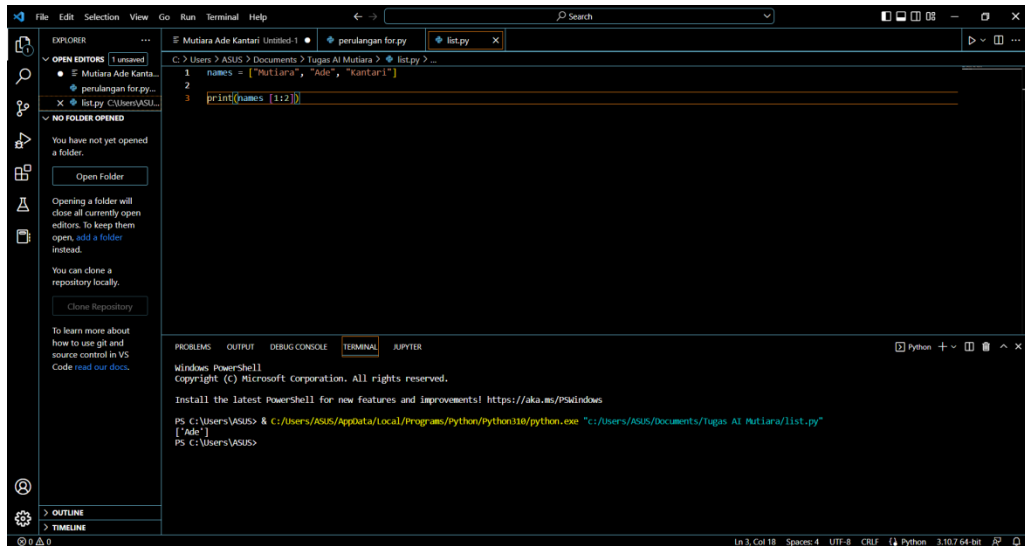 File Edit Selection View Go Run Terminal Help
Search
EXPLORER
OPEN EDITORS 1 unsaved
Mutiara Ade Kanta...
perulangan for.py...
list.py C:\Users\ASU...
NO FOLDER OPENED
You have not yet opened
a folder.
Open Folder
Opening a folder will
close all currently open
editors. To keep them
open, add a folder
instead.
You can clone a
repository locally.
Clone Repository
To learn more about
how to use git and
source control in VS
Code read our docs.
OUTLINE
TIMELINE
Mutiara Ade Kantari Untitled-1
perulangan for.py
list.py
C: > Users > ASUS > Documents > Tugas AI Mutiara > list.py > ...
1 names = ["Mutiara", "Ade", "Kantari"]
2
3 print(names [1:2])
PROBLEMS OUTPUT DEBUG CONSOLE TERMINAL JUPYTER
Python
Windows PowerShell
Copyright (C) Microsoft Corporation. All rights reserved.
Install the latest PowerShell for new features and improvements! https://aka.ms/PSWindows
PS C:\Users\ASUS> & C:/Users/ASUS/AppData/Local/Programs/Python/Python310/python.exe "c:/Users/ASUS/Documents/Tugas AI Mutiara/list.py"
['Ade']
PS C:\Users\ASUS>
0 0
Ln 3, Col 18 Spaces: 4 UTF-8 CRLF Python 3.10.7 64-bit